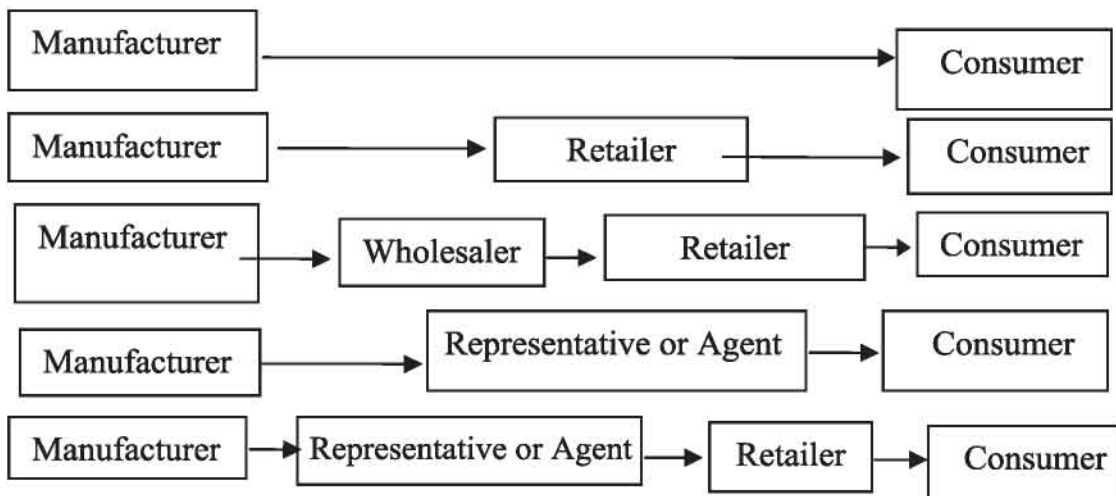 Manufacturer
Consumer
Manufacturer
Retailer
Consumer
Manufacturer
Wholesaler
Retailer
Consumer
Manufacturer
Representative or Agent
Consumer
Manufacturer
Representative or Agent
Retailer
Consumer